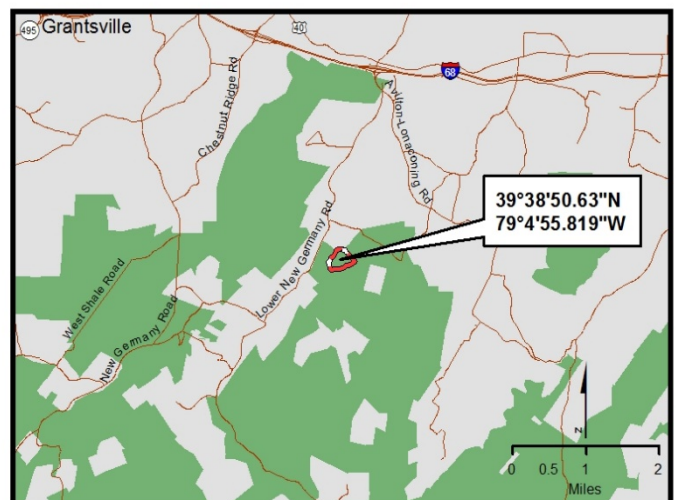 495 Grantsville
40
68
Chestnut Ridge Rd
Avilton-Lonaconing Rd
39°38'50.63"N
79°4'55.819"W
Lower New Germany Rd
West Shale Road
New Germany Road
N
0 0.5 1 2
Miles